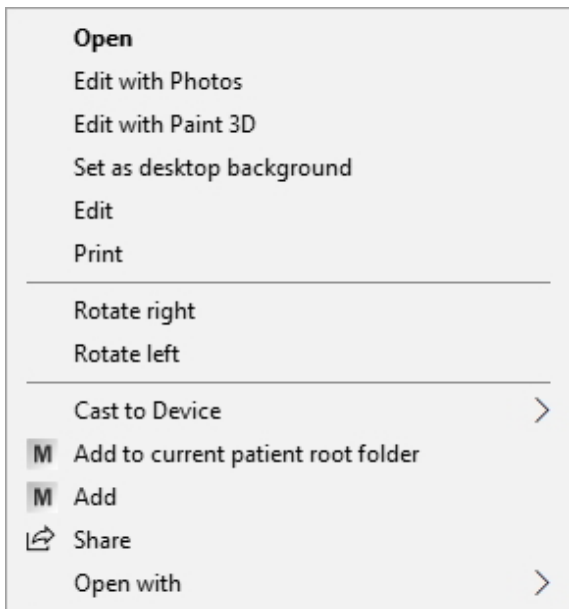 Open
Edit with Photos
Edit with Paint 3D
Set as desktop background
Edit
Print
Rotate right
Rotate left
Cast to Device
M Add to current patient root folder
M Add
Share
Open with